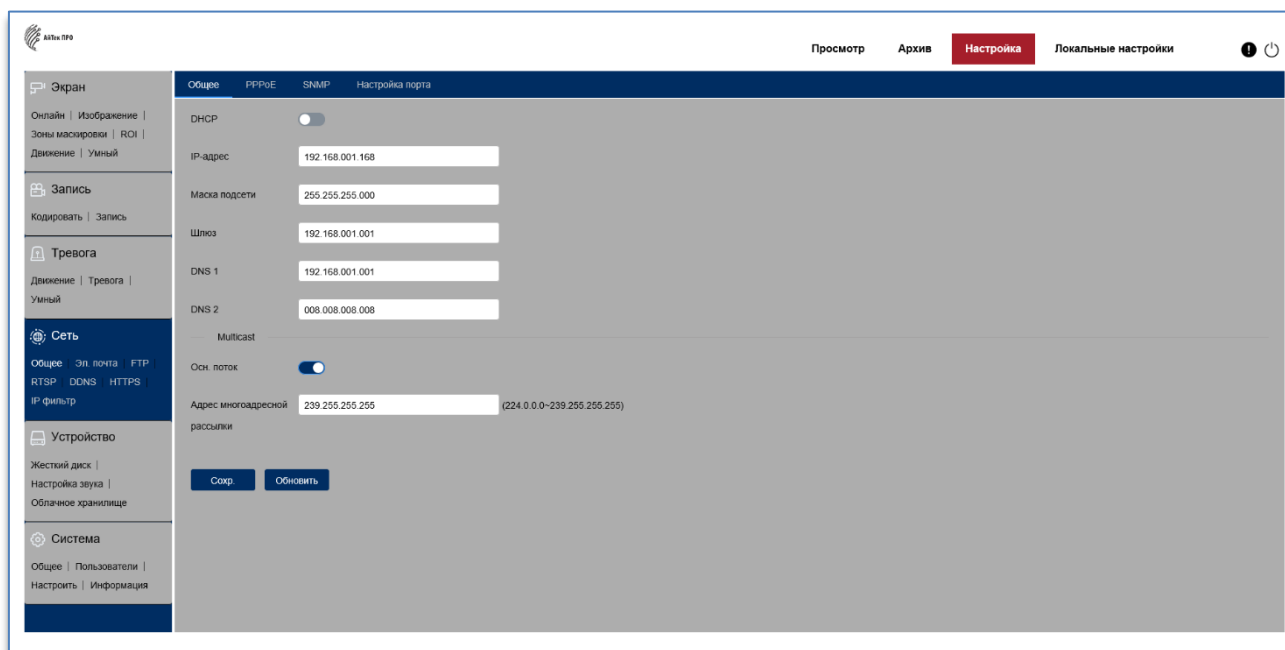 АйТек ПРО
Просмотр Архив Настройка Локальные настройки
Экран
Онлайн | Изображение |
Зоны маскировки | ROI |
Движение | Умный
Запись
Кодировать | Запись
Тревога
Движение | Тревога |
Умный
Сеть
Общее | Эл. почта | FTP |
RTSP | DDNS | HTTPS |
IP фильтр
Устройство
Жесткий диск |
Настройка звука |
Облачное хранилище
Система
Общее | Пользователи |
Настроить | Информация
Общее PPPoE SNMP Настройка порта
DHCP
IP-адрес 192.168.001.168
Маска подсети 255.255.255.000
Шлюз 192.168.001.001
DNS 1 192.168.001.001
DNS 2 008.008.008.008
Multicast
Осн. поток
Адрес многоадресной 239.255.255.255 (224.0.0.0~239.255.255.255)
рассылки
Сохр. Обновить